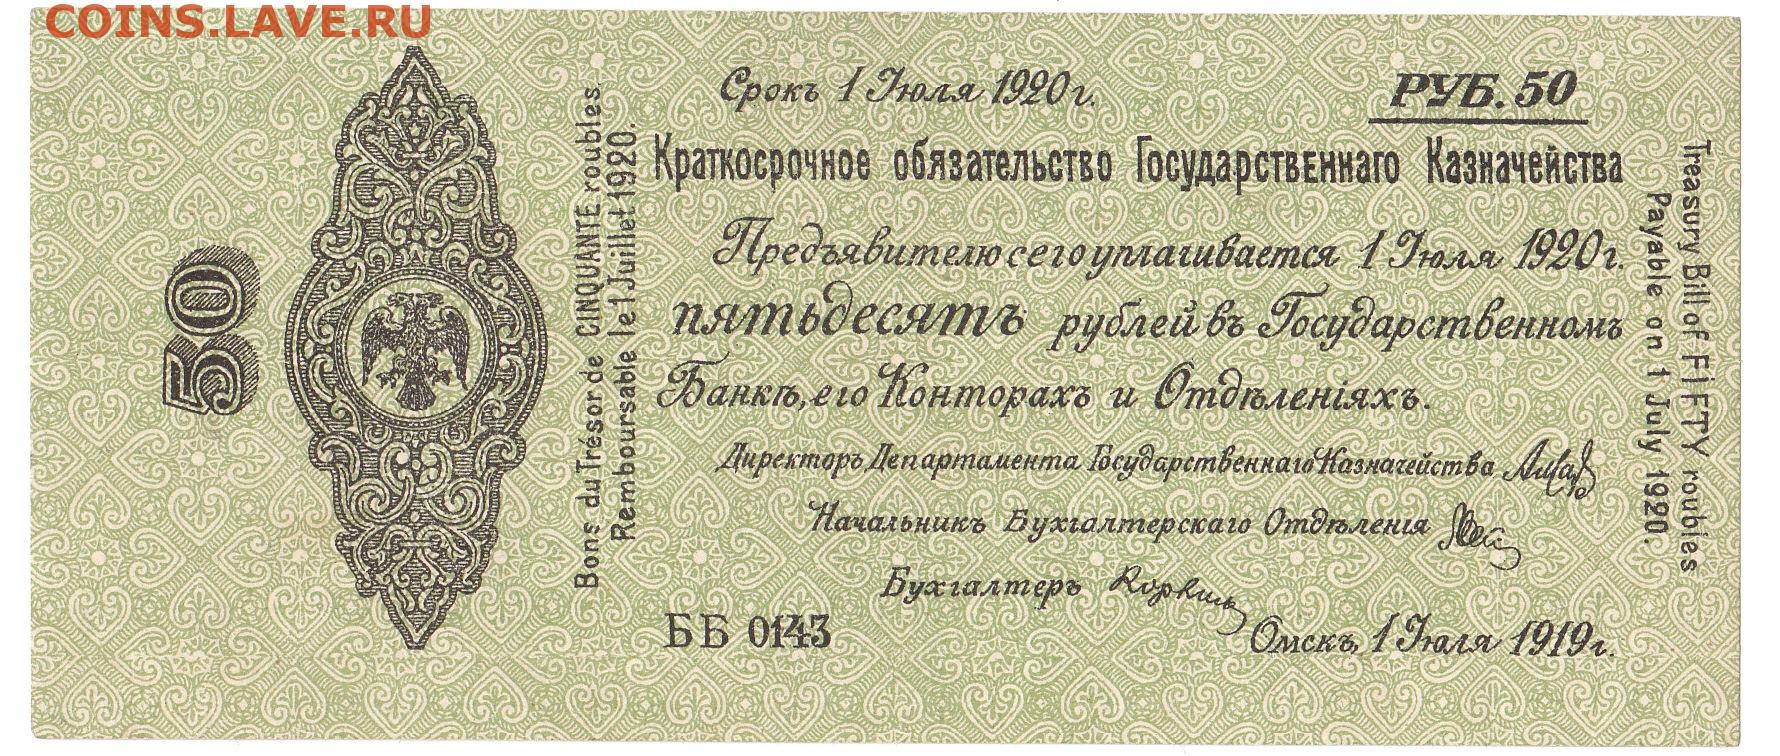 COINS.LAVE.RU
50
Bons du Trésor de CINQUANTE roubles
Remboursable le 1 Juillet 1920.
Срокъ 1 Іюля 1920 г.
РУБ. 50
Краткосрочное обязательство Государственнаго Казначейства
Предъявителю сего уплачивается 1 Іюля 1920 г.
пятьдесятъ рублей въ Государственномъ
Банкѣ, его Конторахъ и Отдѣленіяхъ.
Директоръ Департамента Государственнаго Казначейства
Начальникъ Бухгалтерскаго Отдѣленія
Бухгалтеръ
ББ 0143
Омскъ, 1 Іюля 1919 г.
Treasury Bill of FiFTY roubles
Payable on 1 July 1920.